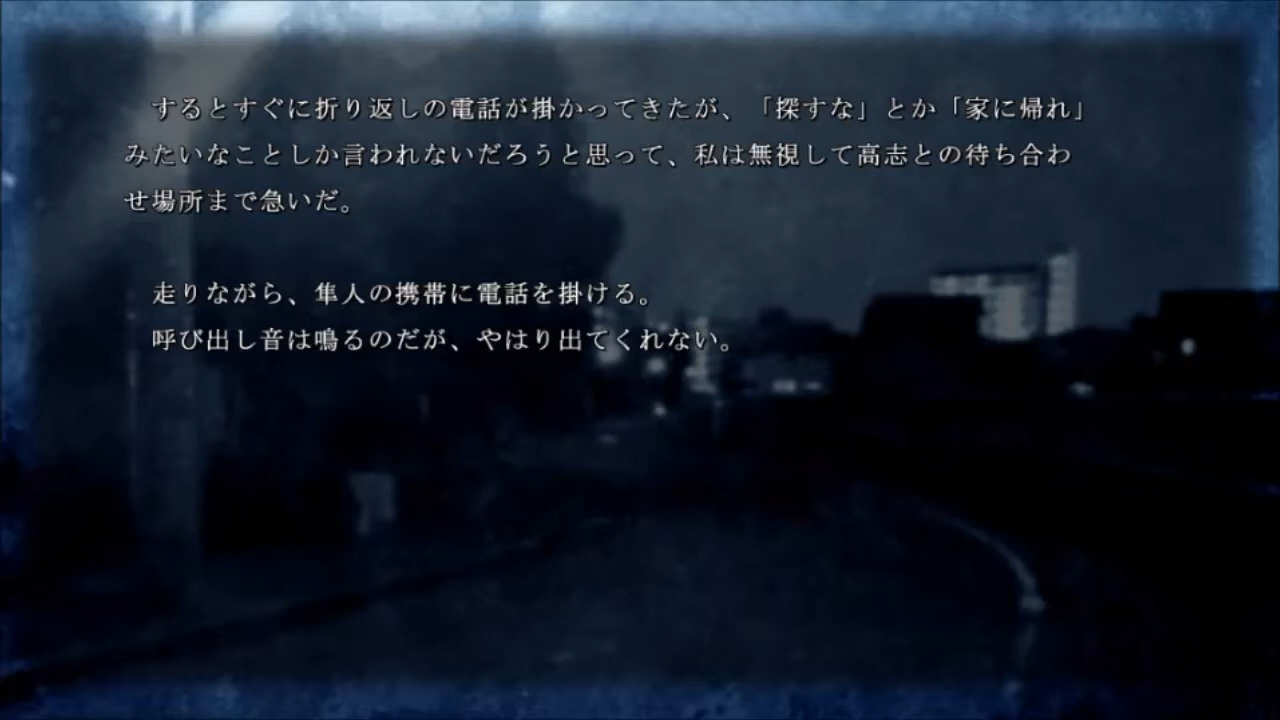 するとすぐに折り返しの電話が掛かってきたが、「探すな」とか「家に帰れ」
みたいなことしか言われないだろうと思って、私は無視して高志との待ち合わ
せ場所まで急いだ。
走りながら、隼人の携帯に電話を掛ける。
呼び出し音は鳴るのだが、やはり出てくれない。